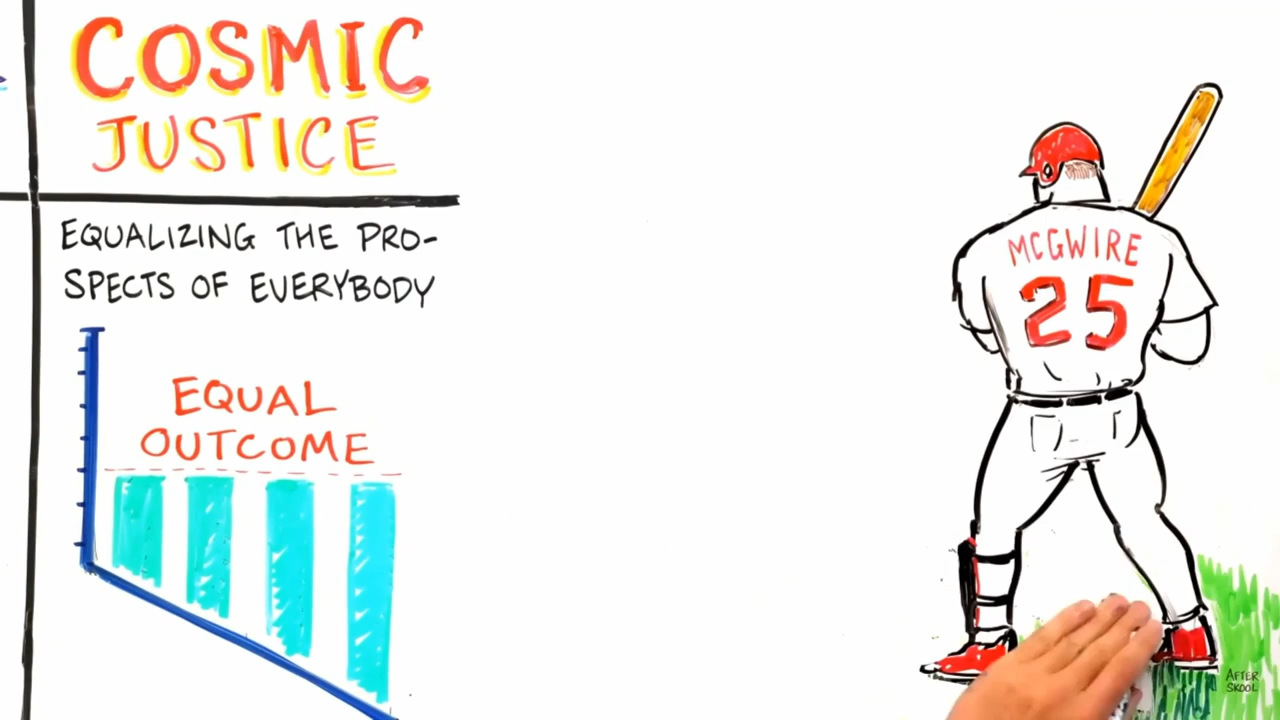 COSMIC
JUSTICE
EQUALIZING THE PRO-
SPECTS OF EVERYBODY
EQUAL
OUTCOME
MCGWIRE
25
AFTER
SKOOL